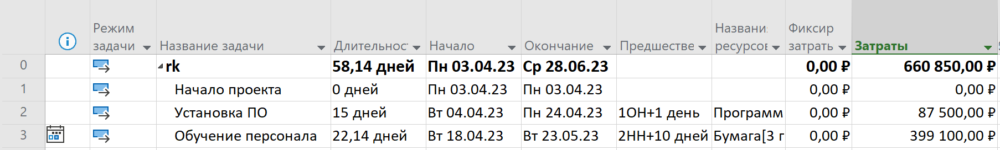 Режим задачи Название задачи Длительнос Начало Окончание Предшестве Названи ресурсов Фиксир затрать Затраты
0 rk 58,14 дней Пн 03.04.23 Ср 28.06.23 0,00 ₽ 660 850,00 ₽
1 Начало проекта 0 дней Пн 03.04.23 Пн 03.04.23 0,00 ₽ 0,00 ₽
2 Установка ПО 15 дней Вт 04.04.23 Пн 24.04.23 1ОН+1 день Программ 0,00 ₽ 87 500,00 ₽
3 Обучение персонала 22,14 дней Вт 18.04.23 Вт 23.05.23 2НН+10 дней Бумага[3 г 0,00 ₽ 399 100,00 ₽